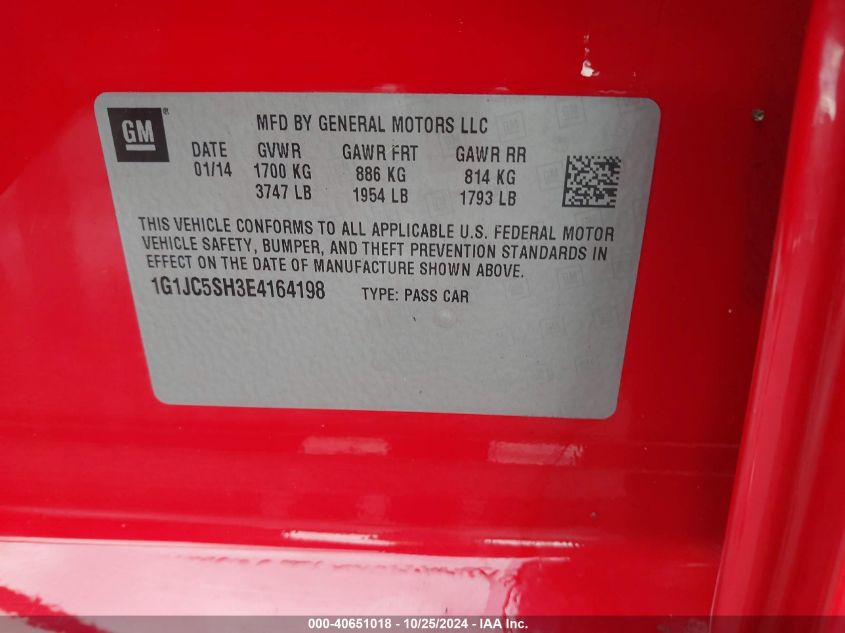 GM®
MFD BY GENERAL MOTORS LLC
DATE GVWR GAWR FRT GAWR RR
01/14 1700 KG 886 KG 814 KG
3747 LB 1954 LB 1793 LB
THIS VEHICLE CONFORMS TO ALL APPLICABLE U.S. FEDERAL MOTOR
VEHICLE SAFETY, BUMPER, AND THEFT PREVENTION STANDARDS IN
EFFECT ON THE DATE OF MANUFACTURE SHOWN ABOVE.
1G1JC5SH3E4164198 TYPE: PASS CAR
000-40651018 - 10/25/2024 - IAA Inc.